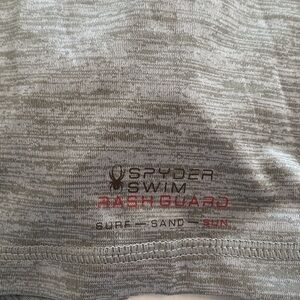 SPYDER
SWIM
RASH GUARD
SURF — SAND — SUN